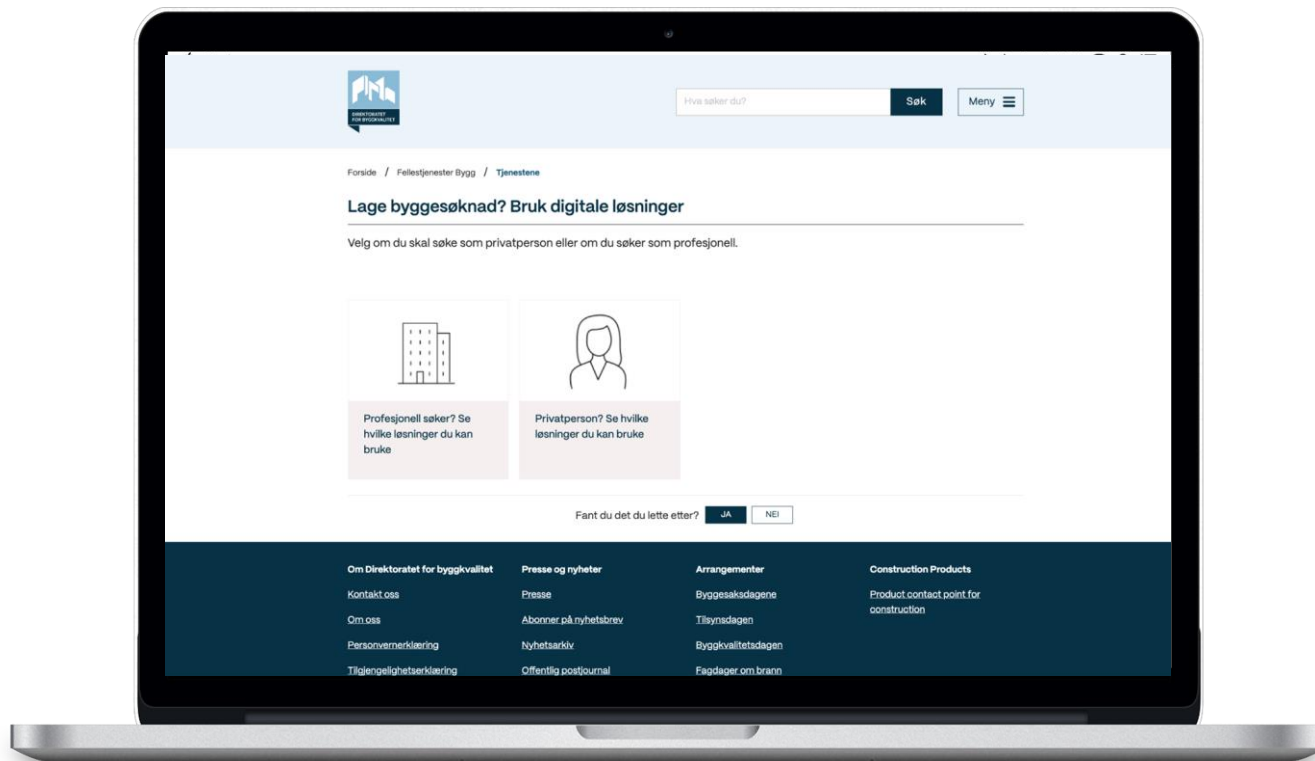 DIREKTORATET
FOR BYGGKVALITET
Hva søker du?
Søk
Meny
Forside / Fellestjenester Bygg / Tjenestene
Lage byggesøknad? Bruk digitale løsninger
Velg om du skal søke som privatperson eller om du søker som profesjonell.
Profesjonell søker? Se
hvilke løsninger du kan
bruke
Privatperson? Se hvilke
løsninger du kan bruke
Fant du det du lette etter?
JA
NEI
Om Direktoratet for byggkvalitet
Kontakt oss
Om oss
Personvernerklæring
Tilgjengelighetserklæring
Presse og nyheter
Presse
Abonner på nyhetsbrev
Nyhetsarkiv
Offentlig postjournal
Arrangementer
Byggesaksdagene
Tilsynsdagen
Byggkvalitetsdagen
Fagdager om brann
Construction Products
Product contact point for
construction